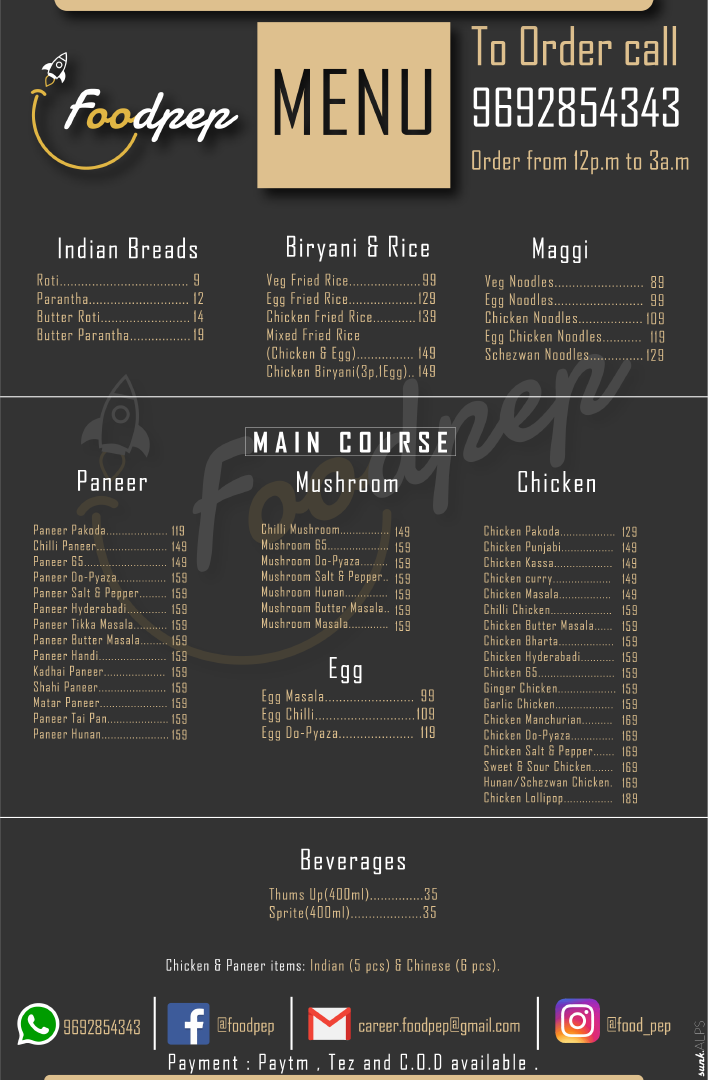 Foodpep
MENU
To Order call
9692854343
Order from 12p.m to 3a.m
Indian Breads
Roti................................. 9
Parantha.......................... 12
Butter Roti....................... 14
Butter Parantha................ 19
Biryani & Rice
Veg Fried Rice................... 99
Egg Fried Rice.................. 129
Chicken Fried Rice........... 139
Mixed Fried Rice
(Chicken & Egg)............... 149
Chicken Biryani(3p,1Egg).. 149
Maggi
Veg Noodles........................ 89
Egg Noodles........................ 99
Chicken Noodles................. 109
Egg Chicken Noodles.......... 119
Schezwan Noodles.............. 129
Foodpep
MAIN COURSE
Paneer
Paneer Pakoda.................... 119
Chilli Paneer....................... 149
Paneer 65........................... 149
Paneer Do-Pyaza................ 159
Paneer Salt & Pepper......... 159
Paneer Hyderabadi............. 159
Paneer Tikka Masala........... 159
Paneer Butter Masala......... 159
Paneer Handi...................... 159
Kadhai Paneer.................... 159
Shahi Paneer...................... 159
Matar Paneer...................... 159
Paneer Tai Pan.................... 159
Paneer Hunan...................... 159
Mushroom
Chilli Mushroom................ 149
Mushroom 65.................... 159
Mushroom Do-Pyaza......... 159
Mushroom Salt & Pepper.. 159
Mushroom Hunan.............. 159
Mushroom Butter Masala.. 159
Mushroom Masala............. 159
Egg
Egg Masala........................ 99
Egg Chilli........................... 109
Egg Do-Pyaza.................... 119
Chicken
Chicken Pakoda.................. 129
Chicken Punjabi................. 149
Chicken Kassa................... 149
Chicken curry................... 149
Chicken Masala................. 149
Chilli Chicken.................... 159
Chicken Butter Masala...... 159
Chicken Bharta.................. 159
Chicken Hyderabadi........... 159
Chicken 65......................... 159
Ginger Chicken................... 159
Garlic Chicken................... 159
Chicken Manchurian.......... 169
Chicken Do-Pyaza.............. 169
Chicken Salt & Pepper....... 169
Sweet & Sour Chicken....... 169
Hunan/Schezwan Chicken. 169
Chicken Lollipop................ 189
Beverages
Thums Up(400ml)...............35
Sprite(400ml)....................35
Chicken & Paneer items: Indian (5 pcs) & Chinese (6 pcs).
9692854343
@foodpep
career.foodpep@gmail.com
@food_pep
Payment : Paytm , Tez and C.O.D available .
sunkALPS